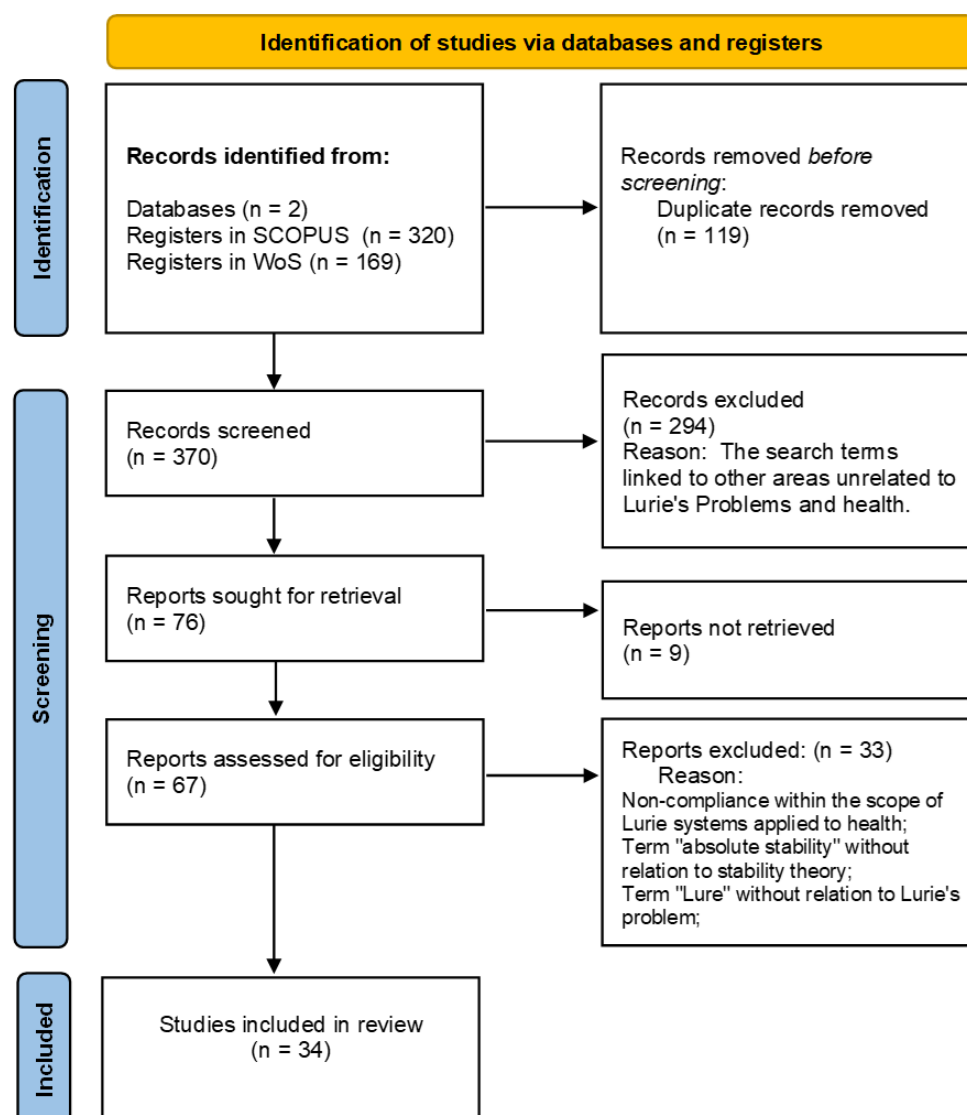 Identification of studies via databases and registers
Identification
Records identified from:
Databases (n = 2)
Registers in SCOPUS (n = 320)
Registers in WoS (n = 169)
Records removed before
screening:
Duplicate records removed
(n = 119)
Screening
Records screened
(n = 370)
Records excluded
(n = 294)
Reason: The search terms
linked to other areas unrelated to
Lurie's Problems and health.
Reports sought for retrieval
(n = 76)
Reports not retrieved
(n = 9)
Reports assessed for eligibility
(n = 67)
Reports excluded: (n = 33)
Reason:
Non-compliance within the scope of
Lurie systems applied to health;
Term "absolute stability" without
relation to stability theory;
Term "Lure" without relation to Lurie's
problem;
Included
Studies included in review
(n = 34)